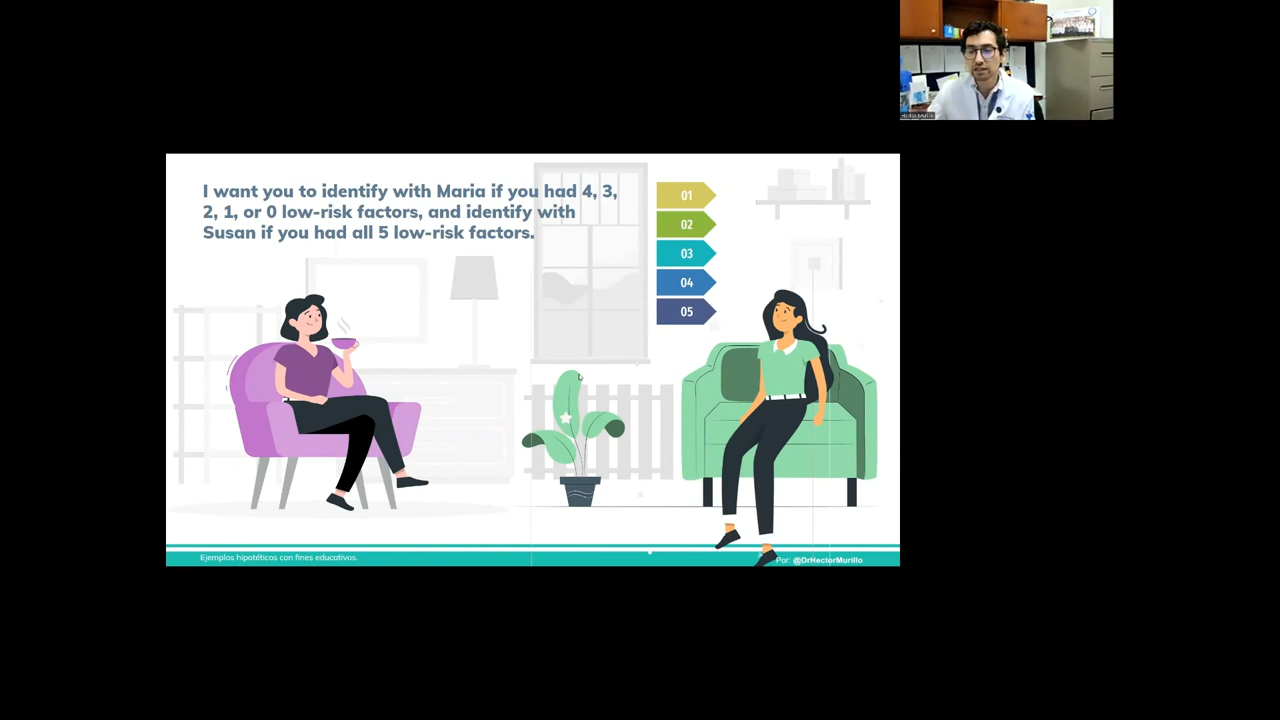 Hector Murillo
I want you to identify with Maria if you had 4, 3,
2, 1, or 0 low-risk factors, and identify with
Susan if you had all 5 low-risk factors.
01
02
03
04
05
Ejemplos hipotéticos con fines educativos.
Por: @DrHectorMurillo